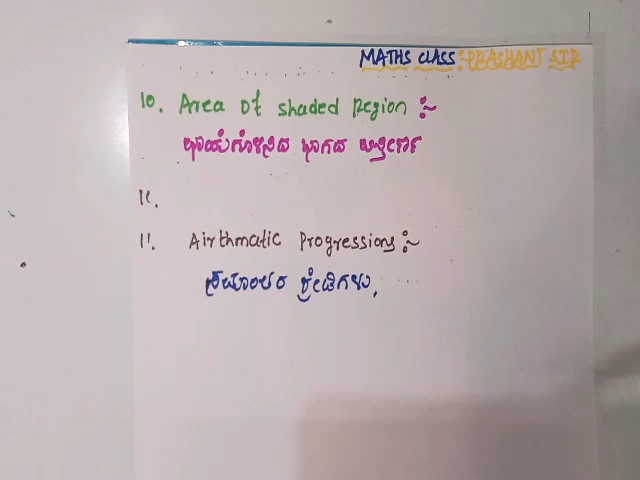 MATHS CLASS :~ PRASHANT SIR
10. Area of shaded Region :~
ಛಾಯೆಗೊಳಿಸಿದ ಭಾಗದ ವಿಸ್ತೀರ್ಣ
11.
11. Airthmatic Progressions :~
ಸಮಾಂತರ ಶ್ರೇಢಿಗಳು.